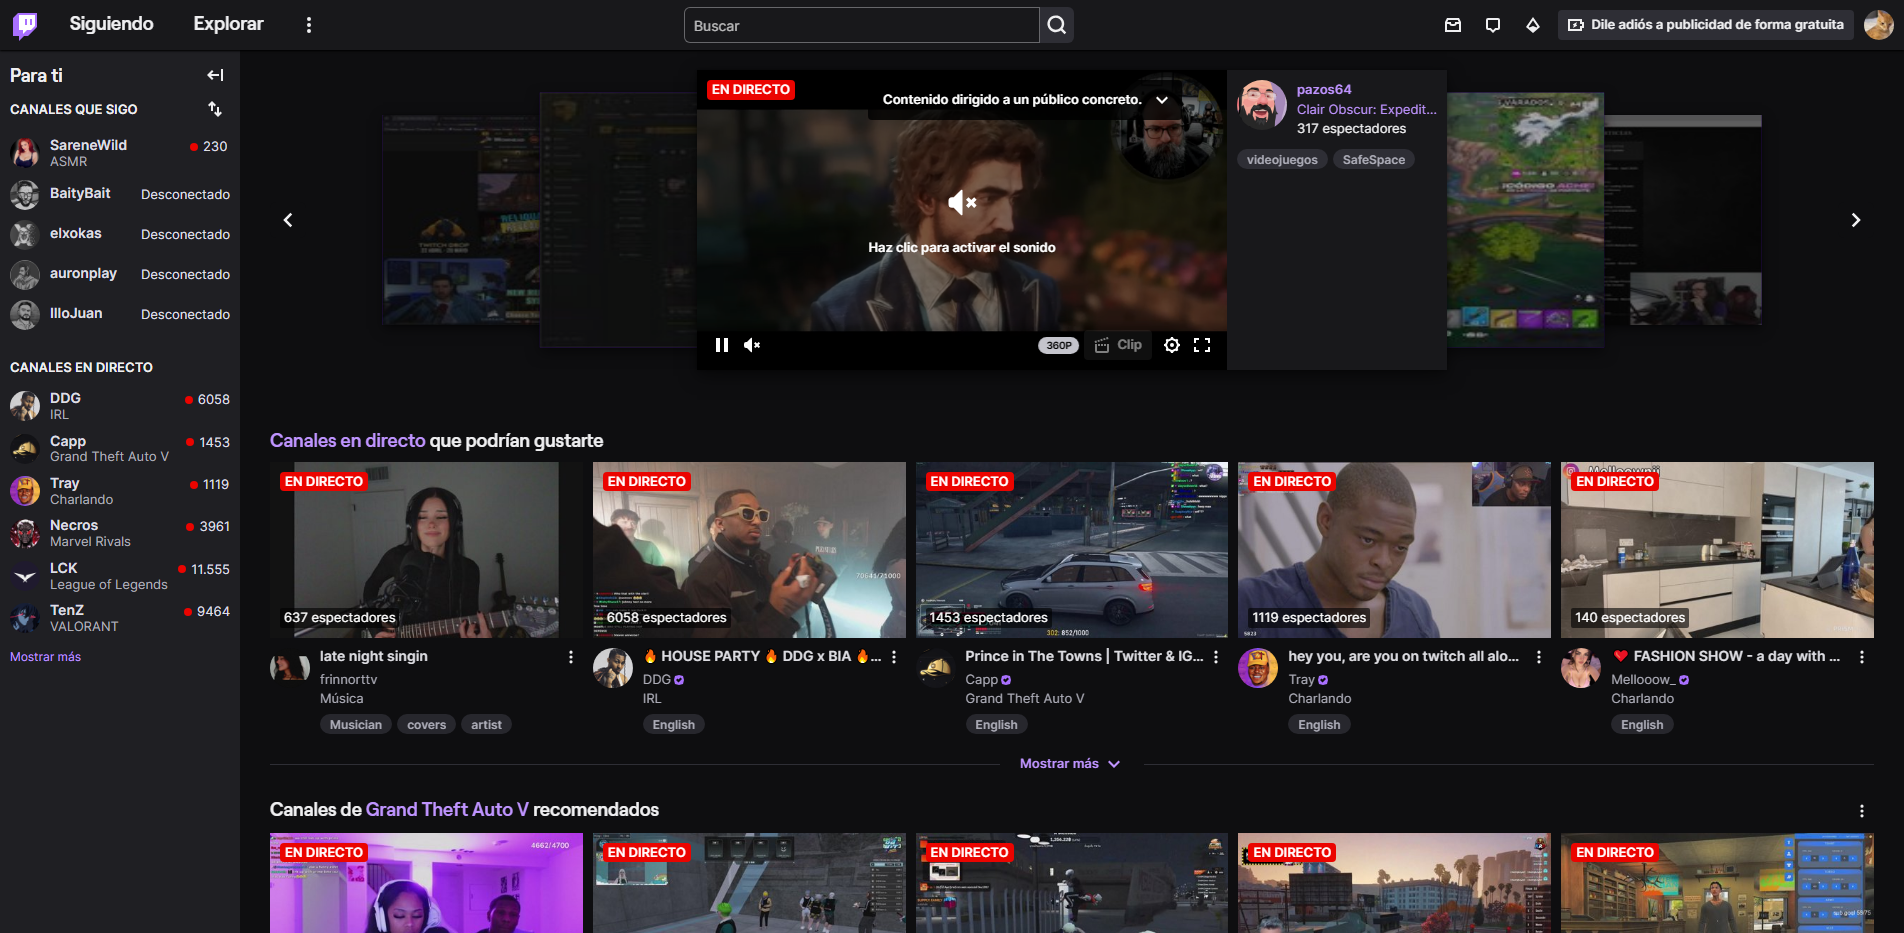 Siguiendo
Explorar
Buscar
Dile adiós a publicidad de forma gratuita
Para ti
CANALES QUE SIGO
SareneWild
230
ASMR
BaityBait
Desconectado
elxokas
Desconectado
auronplay
Desconectado
IlloJuan
Desconectado
CANALES EN DIRECTO
DDG
6058
IRL
Capp
1453
Grand Theft Auto V
Tray
1119
Charlando
Necros
3961
Marvel Rivals
LCK
11.555
League of Legends
TenZ
9464
VALORANT
Mostrar más
EN DIRECTO
Contenido dirigido a un público concreto.
Haz clic para activar el sonido
360P
Clip
pazos64
Clair Obscur: Expedit...
317 espectadores
videojuegos
SafeSpace
Canales en directo que podrían gustarte
EN DIRECTO
637 espectadores
late night singin
frinnorttv
Música
Musician
covers
artist
EN DIRECTO
6058 espectadores
🔥 HOUSE PARTY 🔥 DDG x BIA 🔥...
DDG
IRL
English
EN DIRECTO
302: 852/1000
1453 espectadores
Prince in The Towns | Twitter & IG...
Capp
Grand Theft Auto V
English
EN DIRECTO
1119 espectadores
hey you, are you on twitch all alo...
Tray
Charlando
English
EN DIRECTO
140 espectadores
❤️ FASHION SHOW - a day with ...
Mellooow_
Charlando
English
Mostrar más
Canales de Grand Theft Auto V recomendados
EN DIRECTO
4662/4700
EN DIRECTO
EN DIRECTO
EN DIRECTO
EN DIRECTO